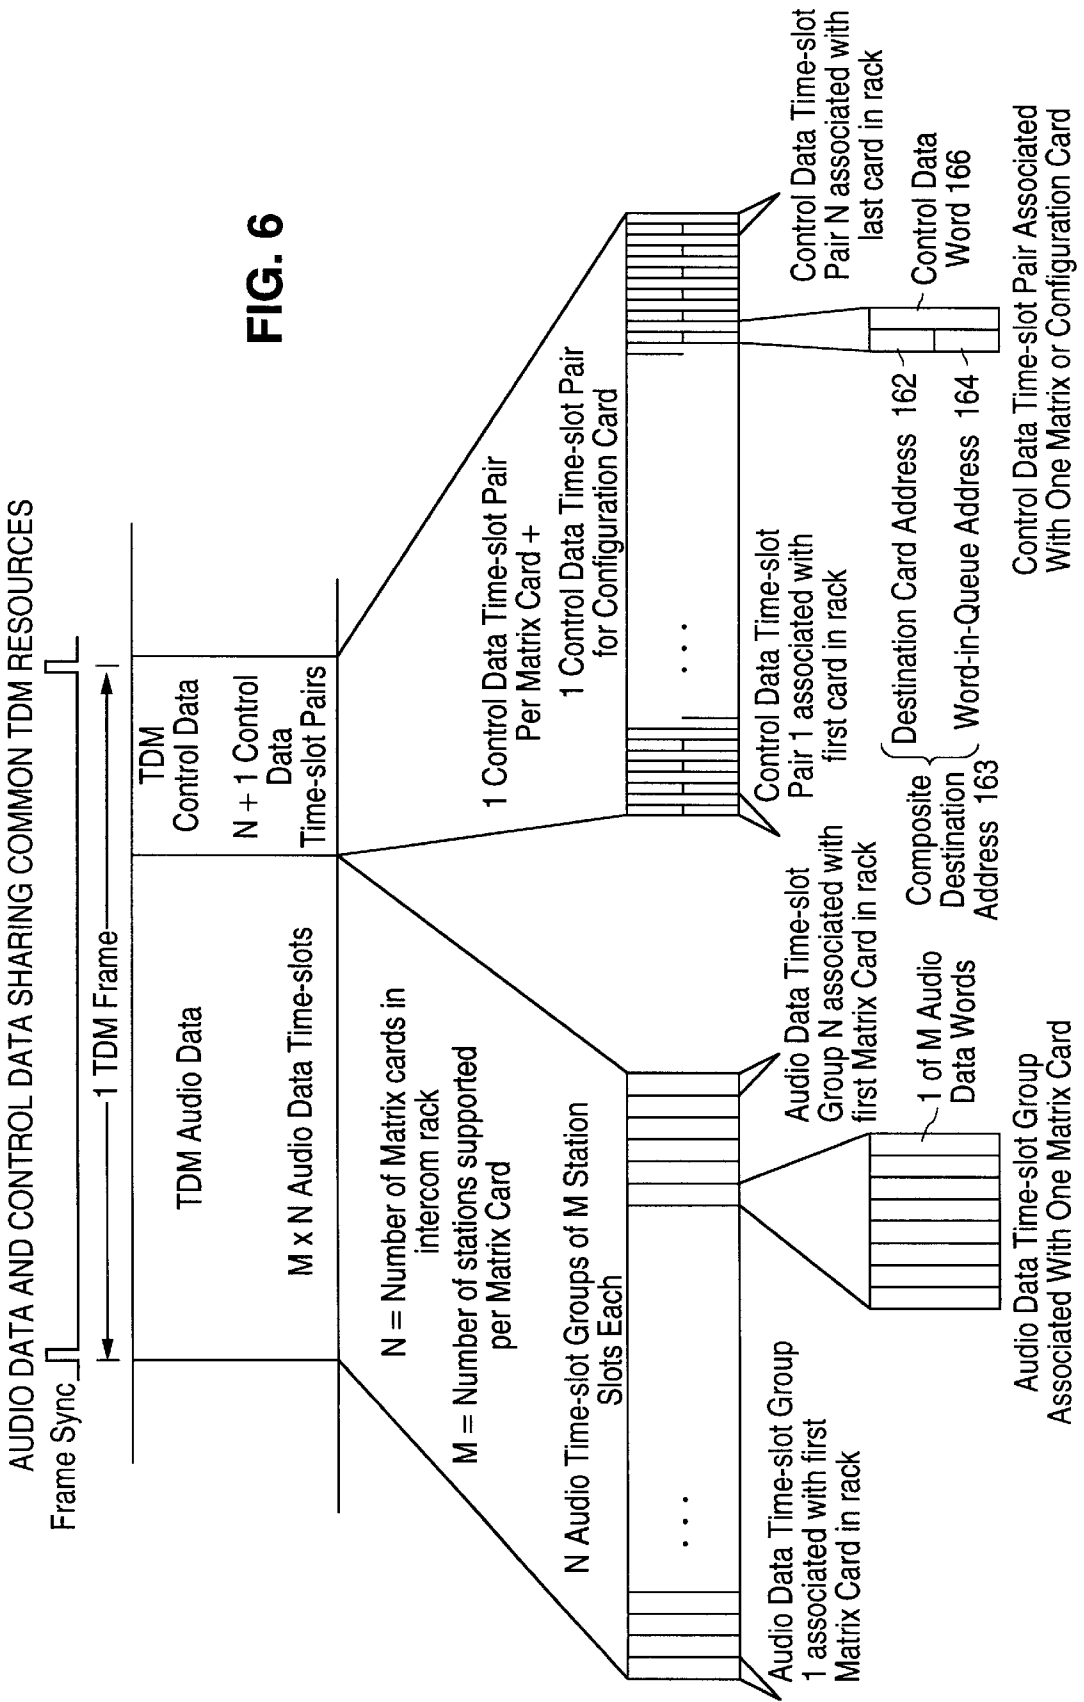 AUDIO DATA AND CONTROL DATA SHARING COMMON TDM RESOURCES
Frame Sync
1 TDM Frame
TDM Audio Data
M x N Audio Data Time-slots
TDM
Control Data
N + 1 Control
Data
Time-slot Pairs
FIG. 6
N = Number of Matrix cards in
intercom rack
M = Number of stations supported
per Matrix Card
N Audio Time-slot Groups of M Station
Slots Each
1 Control Data Time-slot Pair
Per Matrix Card +
1 Control Data Time-slot Pair
for Configuration Card
• • •
• • •
Audio Data Time-slot Group
1 associated with first
Matrix Card in rack
Audio Data Time-slot
Group N associated with
first Matrix Card in rack
Control Data Time-slot
Pair 1 associated with
first card in rack
Control Data Time-slot
Pair N associated with
last card in rack
1 of M Audio
Data Words
Audio Data Time-slot Group
Associated With One Matrix Card
Composite
Destination
Address 163
Destination Card Address 162
Word-in-Queue Address 164
Control Data
Word 166
Control Data Time-slot Pair Associated
With One Matrix or Configuration Card